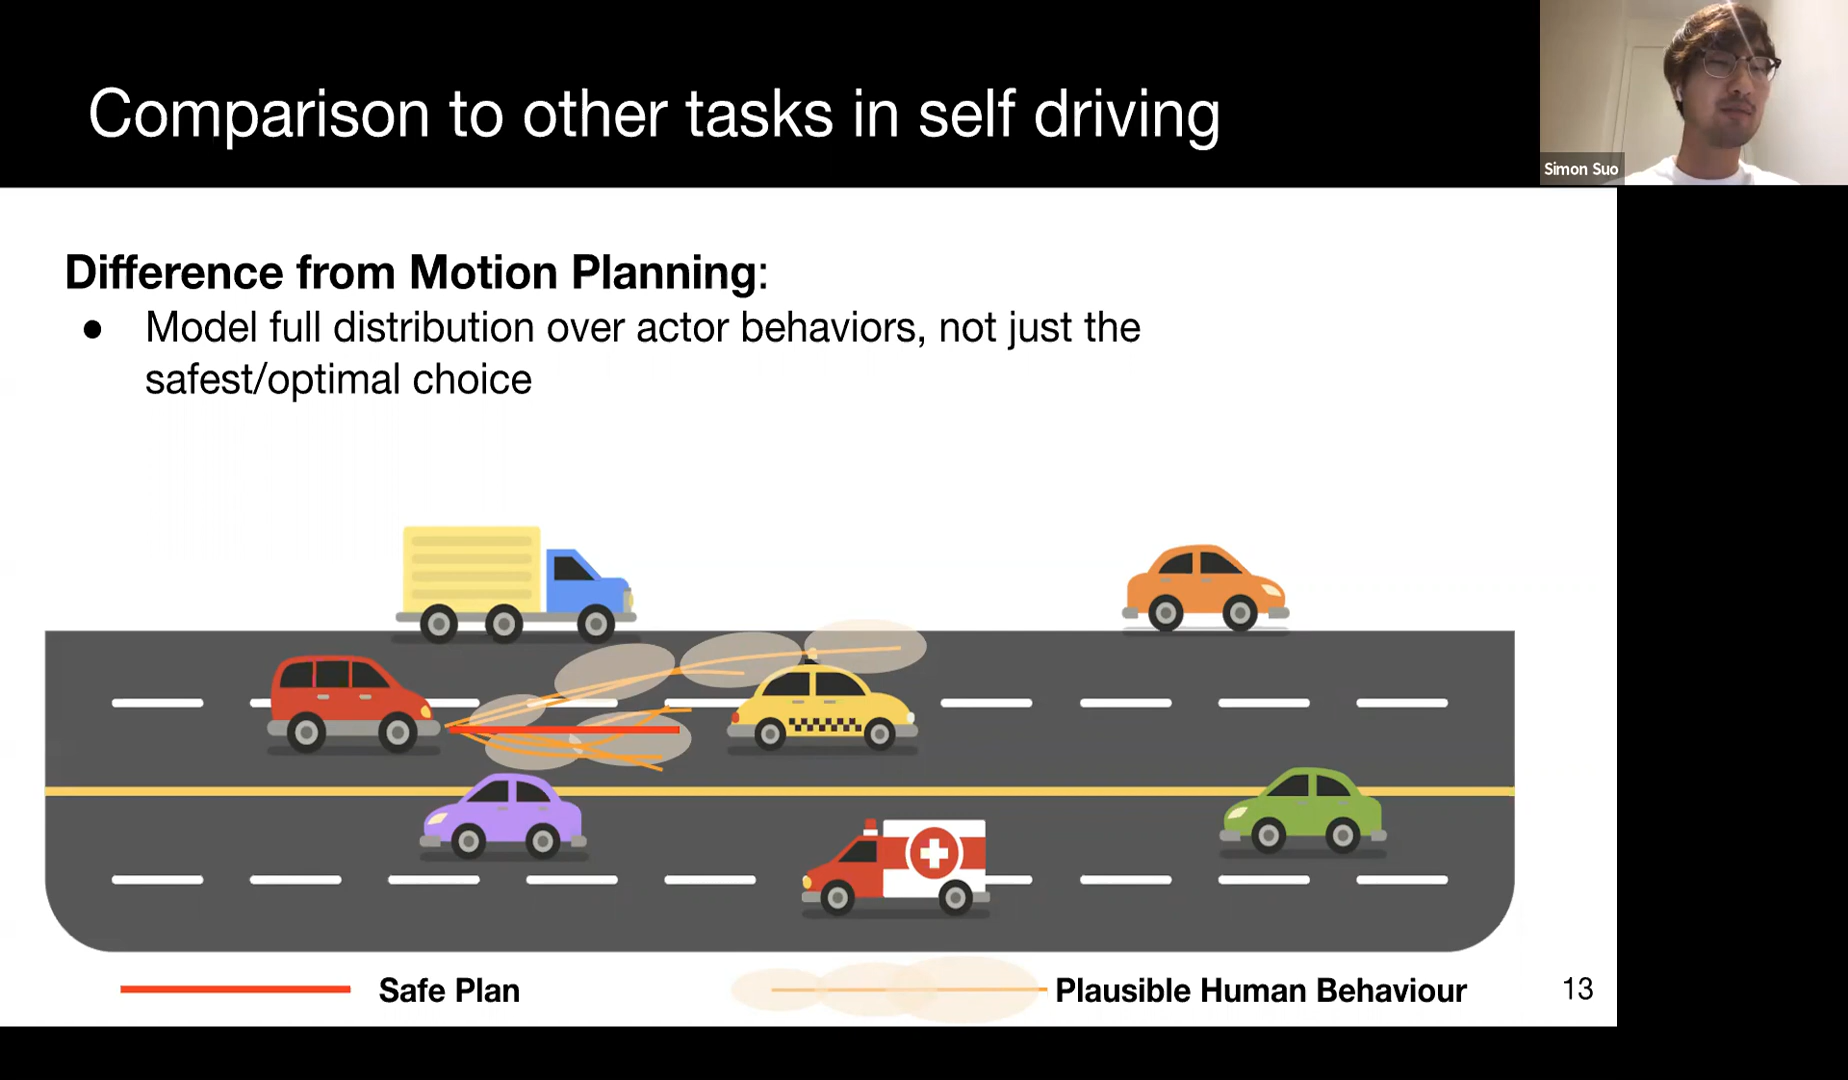 Comparison to other tasks in self driving
Simon Suo
Difference from Motion Planning:
● Model full distribution over actor behaviors, not just the
safest/optimal choice
Safe Plan
Plausible Human Behaviour
13